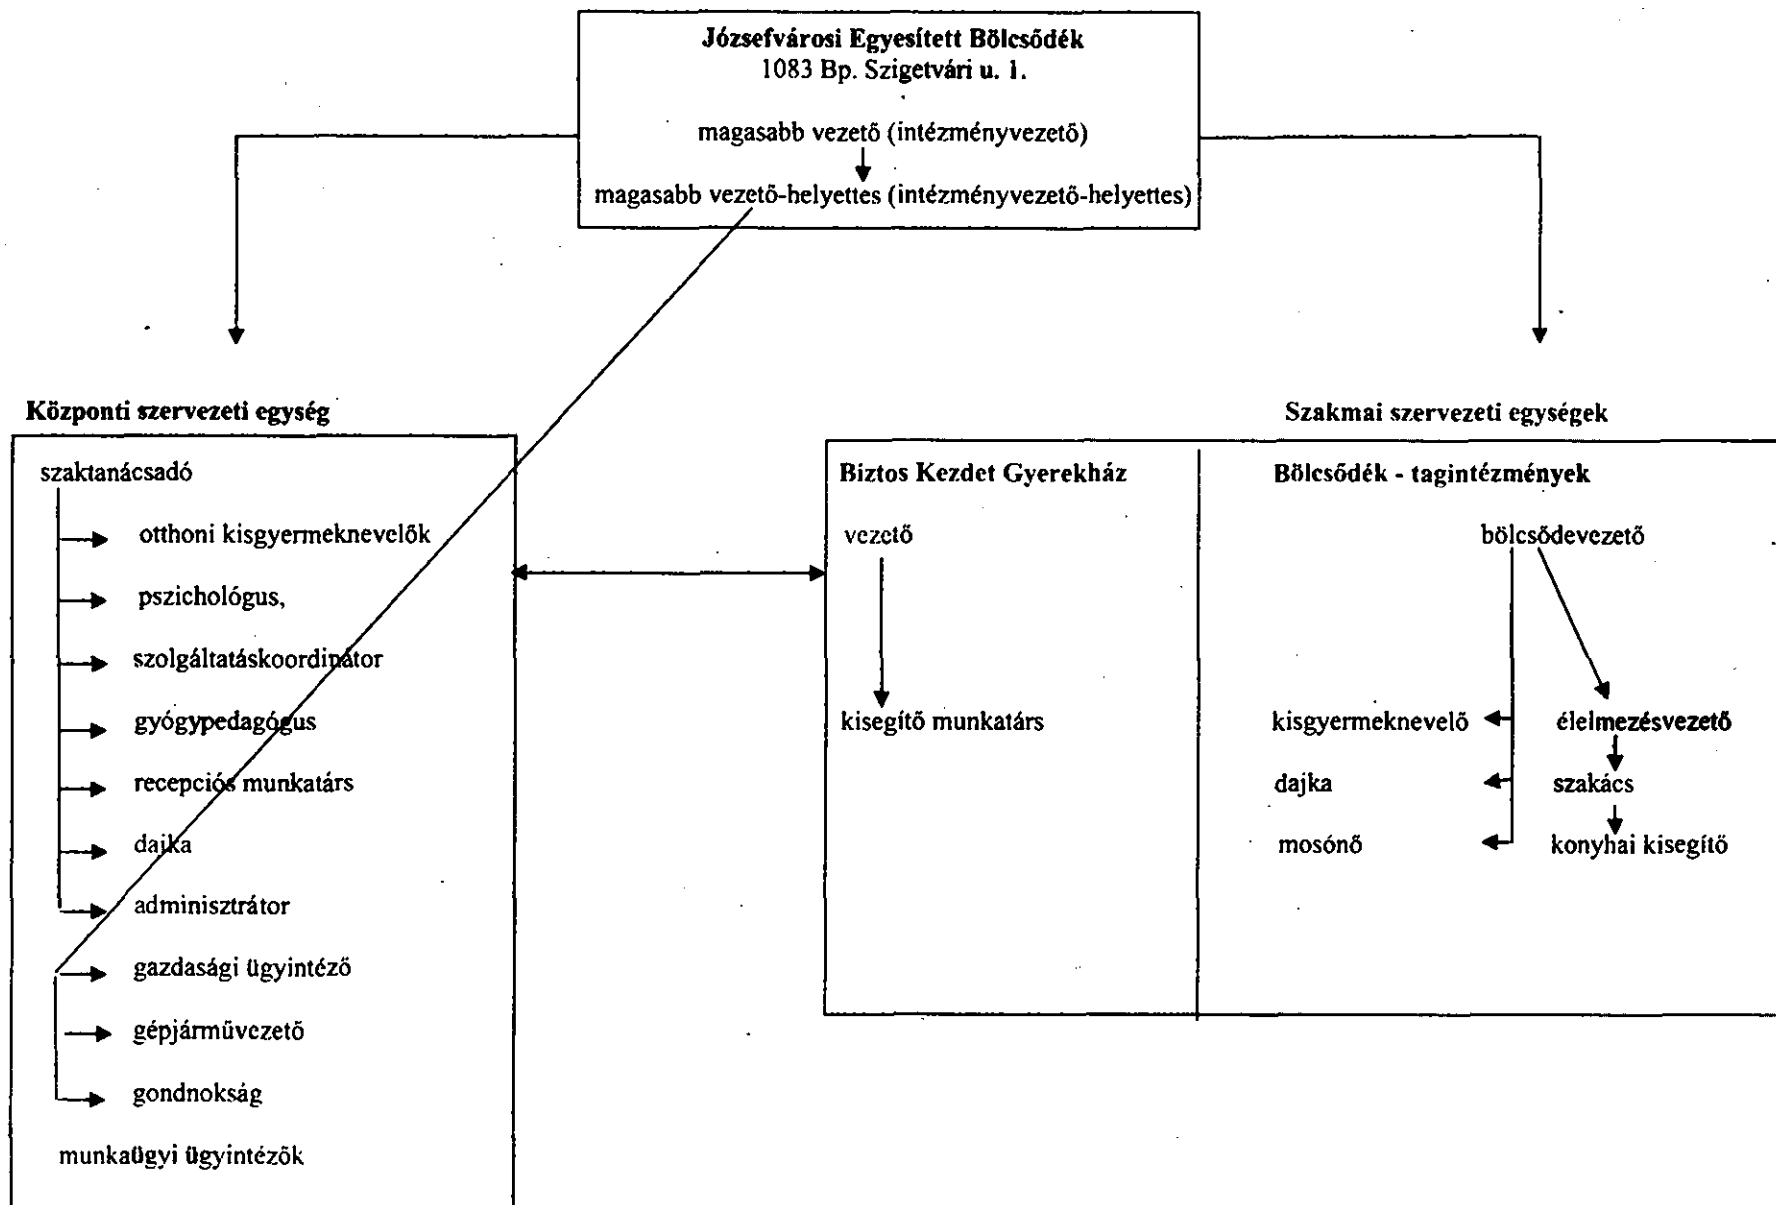 Józsefvárosi Egyesített Bölcsődék
1083 Bp. Szigetvári u. 1.
magasabb vezető (intézményvezető)
magasabb vezető-helyettes (intézményvezető-helyettes)
Központi szervezeti egység
szaktanácsadó
otthoni kisgyermeknevelők
pszichológus,
szolgáltatáskoordinátor
gyógypedagógus
recepciós munkatárs
dajka
adminisztrátor
gazdasági ügyintéző
gépjárművezető
gondnokság
munkaügyi ügyintézők
Szakmai szervezeti egységek
Biztos Kezdet Gyerekház
vezető
kisegítő munkatárs
Bölcsődék - tagintézmények
bölcsődevezető
kisgyermeknevelő
élelmezésvezető
dajka
szakács
mosónő
konyhai kisegítő